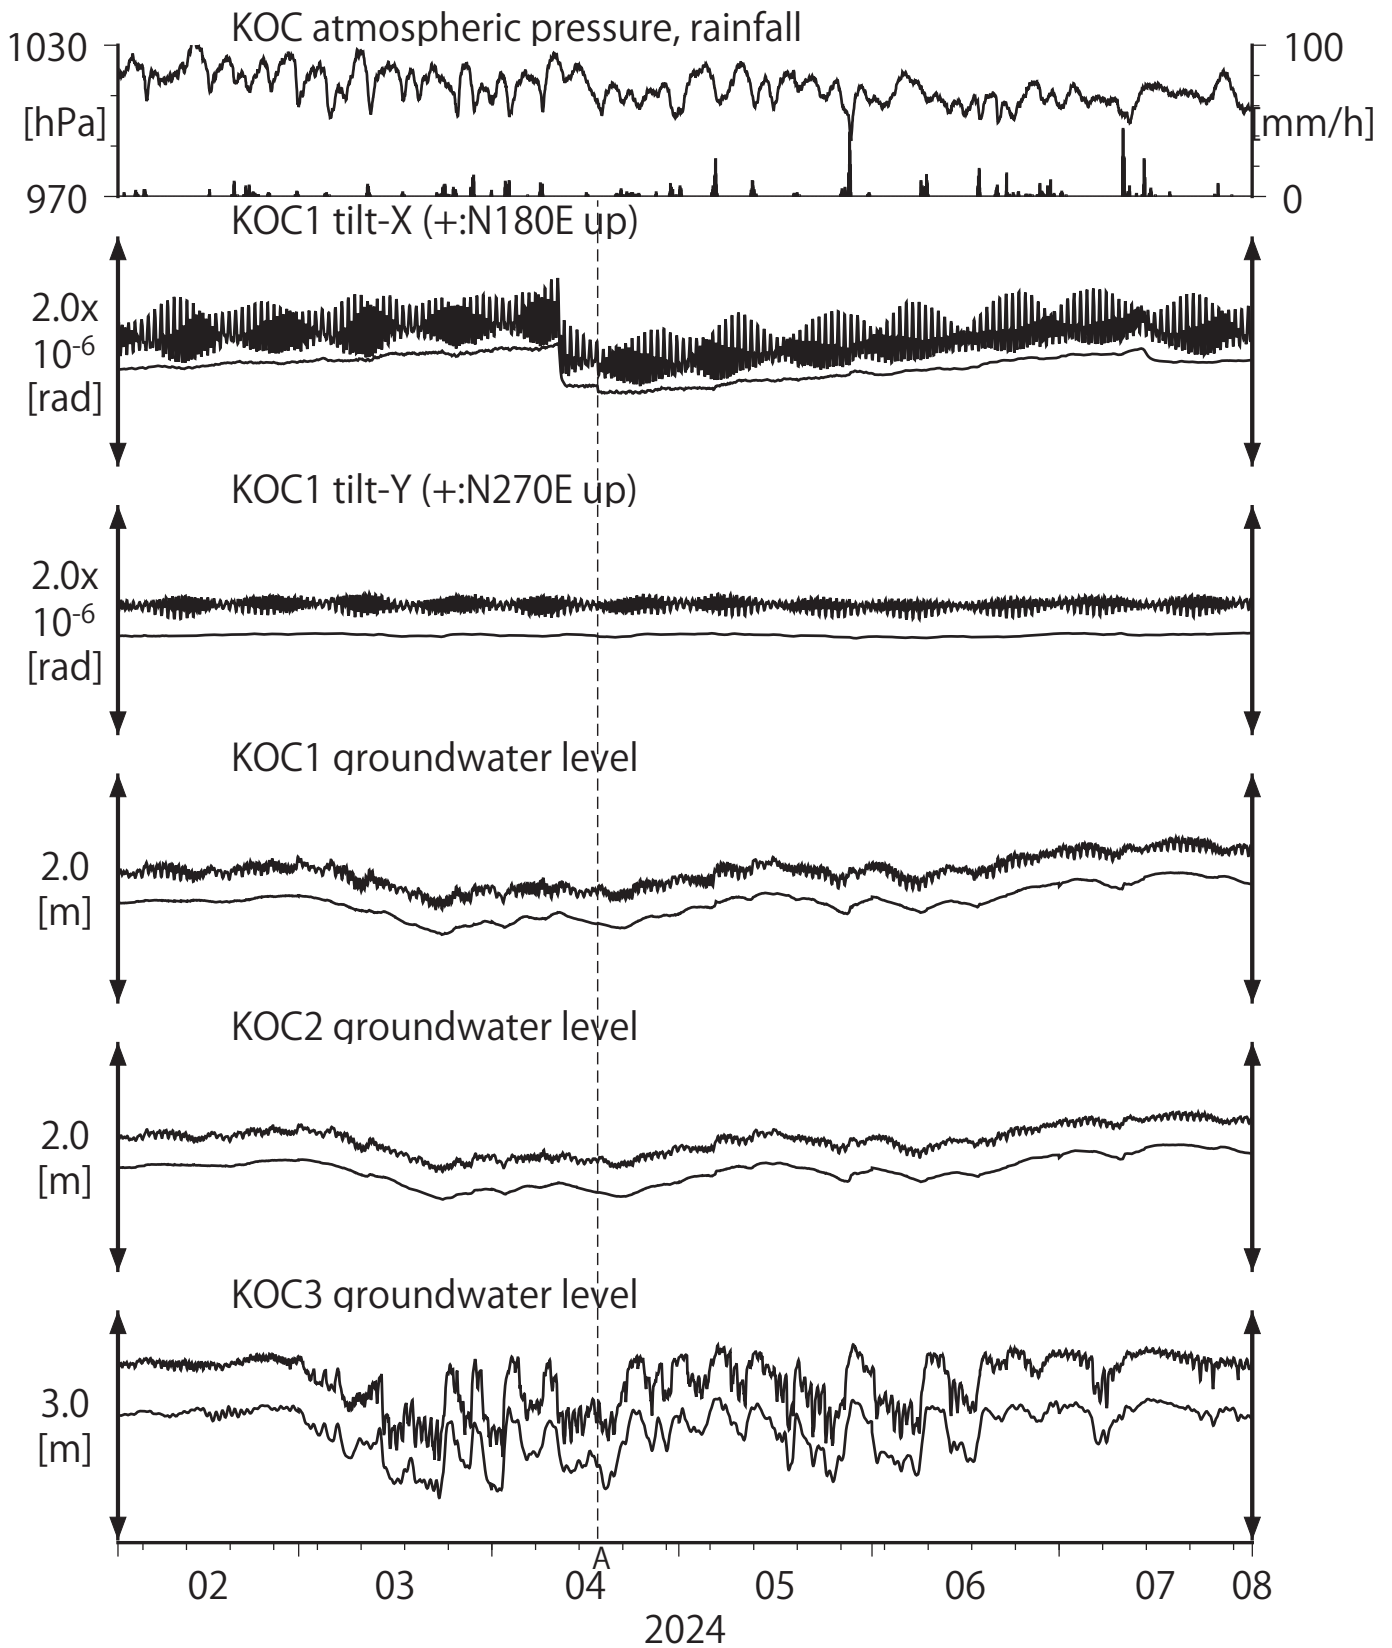 KOC atmospheric pressure, rainfall
1030
100
[hPa]
[mm/h]
970
0
KOC1 tilt-X (+:N180E up)
2.0x
10-6
[rad]
KOC1 tilt-Y (+:N270E up)
2.0x
10-6
[rad]
KOC1 groundwater level
2.0
[m]
KOC2 groundwater level
2.0
[m]
KOC3 groundwater level
3.0
[m]
A
02 03 04 05 06 07 08
2024